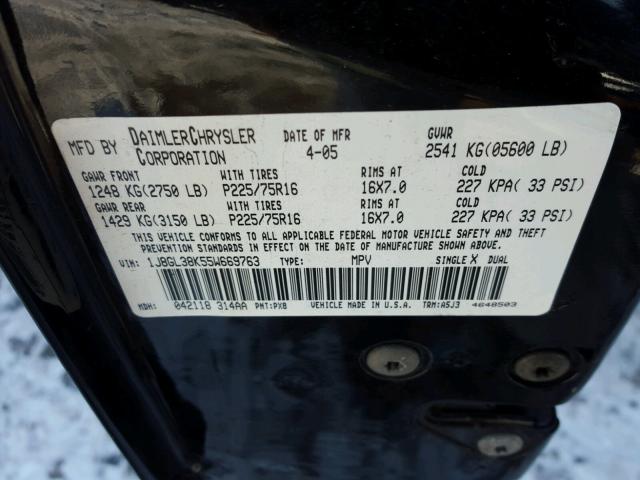 MFD BY DAIMLERCHRYSLER CORPORATION DATE OF MFR 4-05 GVWR 2541 KG(05600 LB)
GAWR FRONT WITH TIRES RIMS AT COLD
1248 KG(2750 LB) P225/75R16 16X7.0 227 KPA( 33 PSI)
GAWR REAR WITH TIRES RIMS AT COLD
1429 KG(3150 LB) P225/75R16 16X7.0 227 KPA( 33 PSI)
THIS VEHICLE CONFORMS TO ALL APPLICABLE FEDERAL MOTOR VEHICLE SAFETY AND THEFT
PREVENTION STANDARDS IN EFFECT ON THE DATE OF MANUFACTURE SHOWN ABOVE.
VIN: 1J8GL38K55W669763 TYPE: MPV SINGLE X DUAL
MDH: 042118 314AA PNT:PXB VEHICLE MADE IN U.S.A. TRM:A5J3 4648503